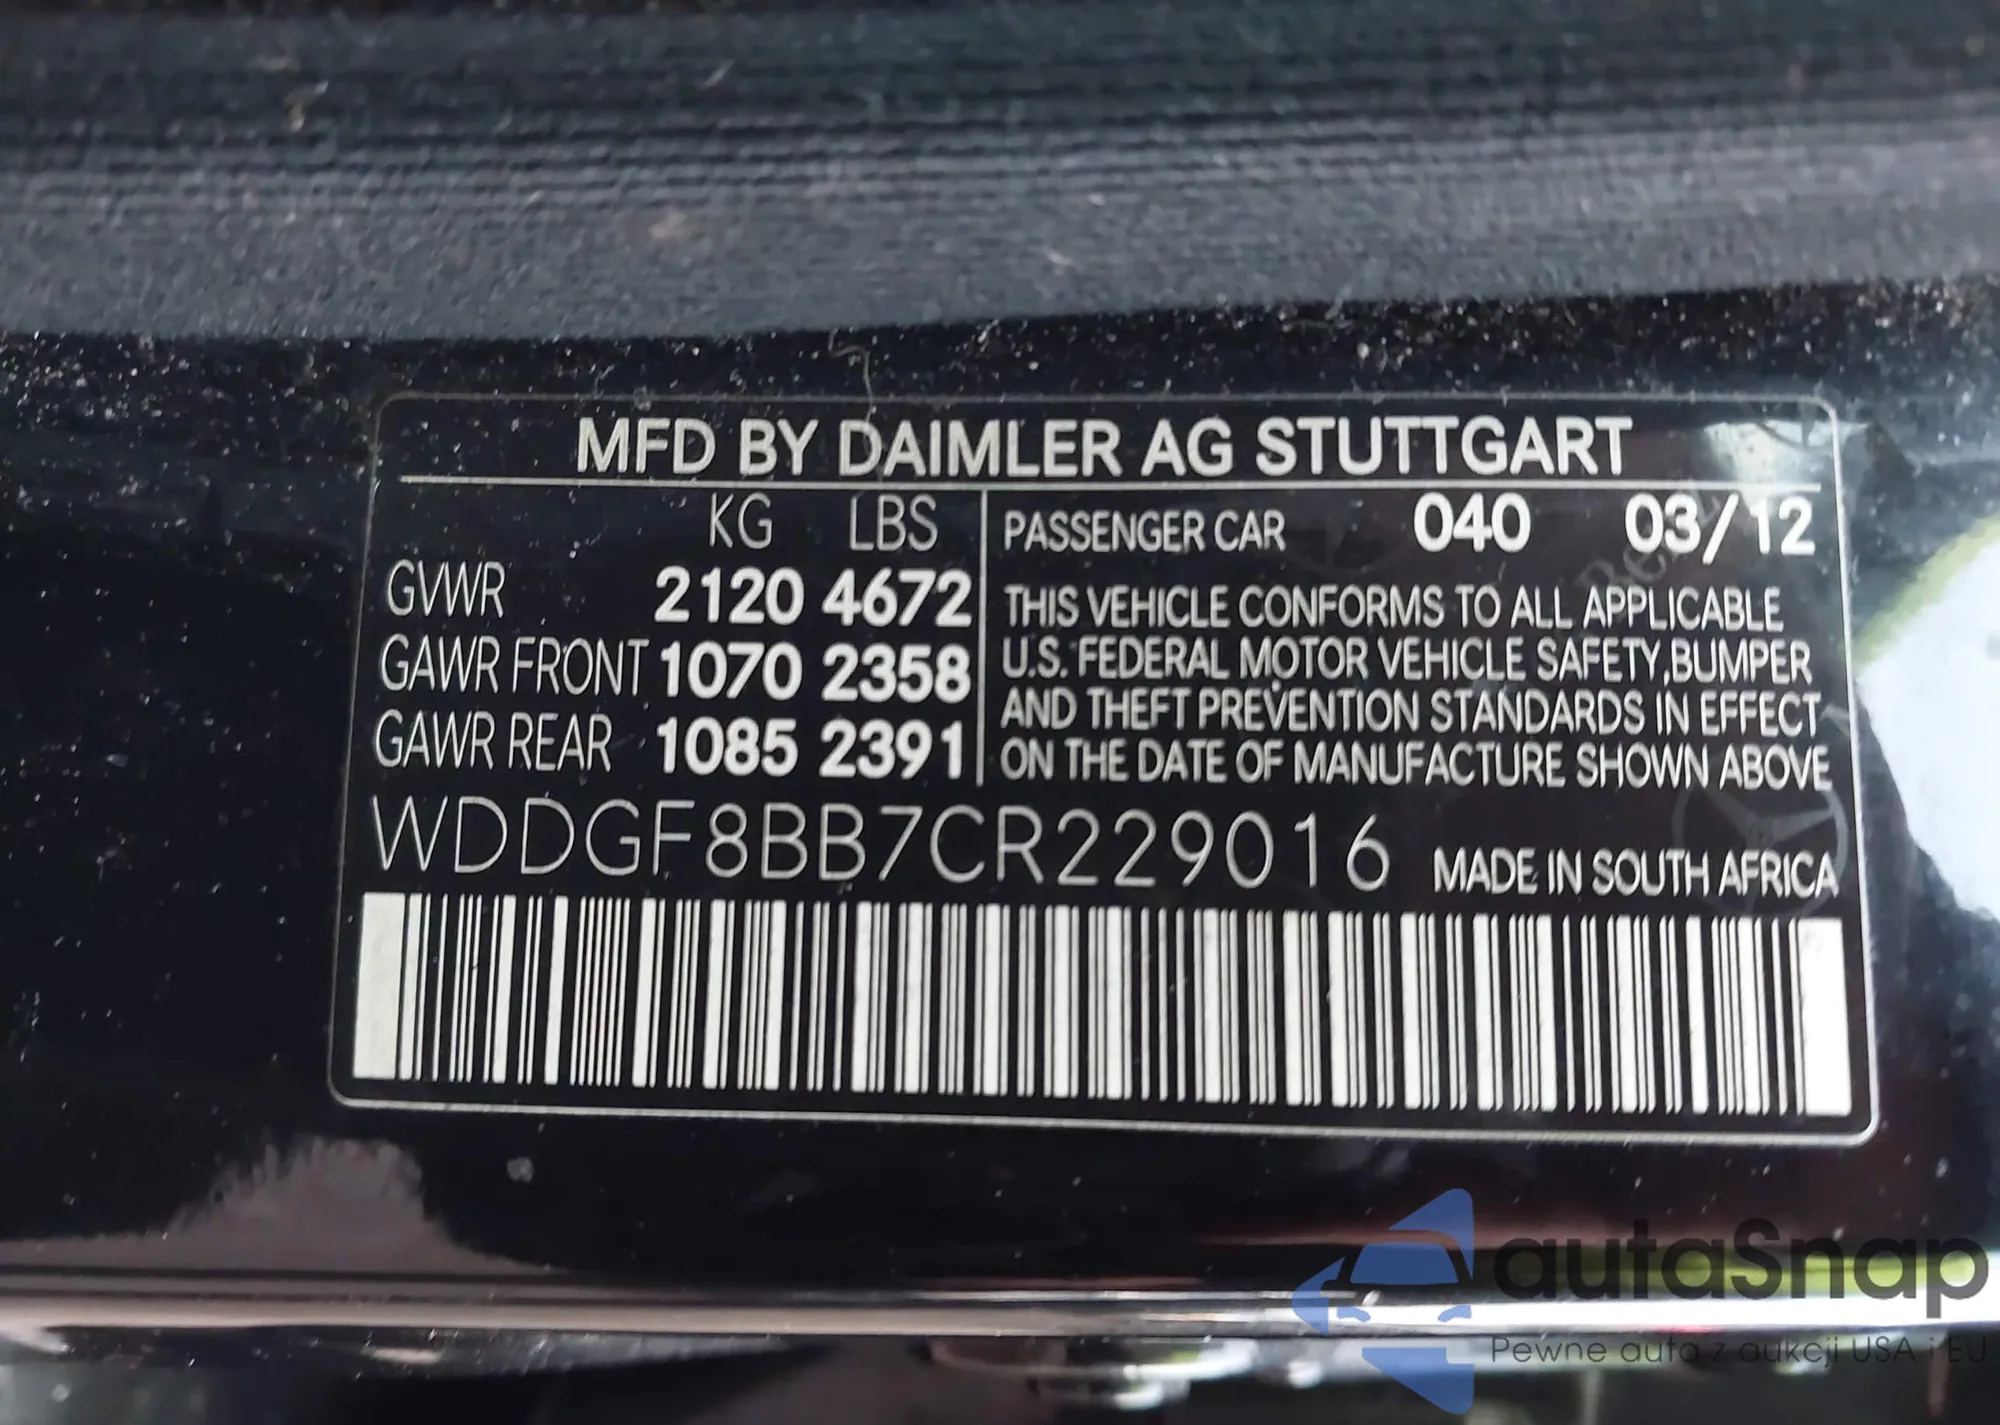 MFD BY DAIMLER AG STUTTGART
KG LBS
GVWR 2120 4672
GAWR FRONT 1070 2358
GAWR REAR 1085 2391
PASSENGER CAR 040 03/12
THIS VEHICLE CONFORMS TO ALL APPLICABLE
U.S. FEDERAL MOTOR VEHICLE SAFETY,BUMPER
AND THEFT PREVENTION STANDARDS IN EFFECT
ON THE DATE OF MANUFACTURE SHOWN ABOVE
WDDGF8BB7CR229016 MADE IN SOUTH AFRICA
autaSnap
Pewne auta z aukcji USA i EU